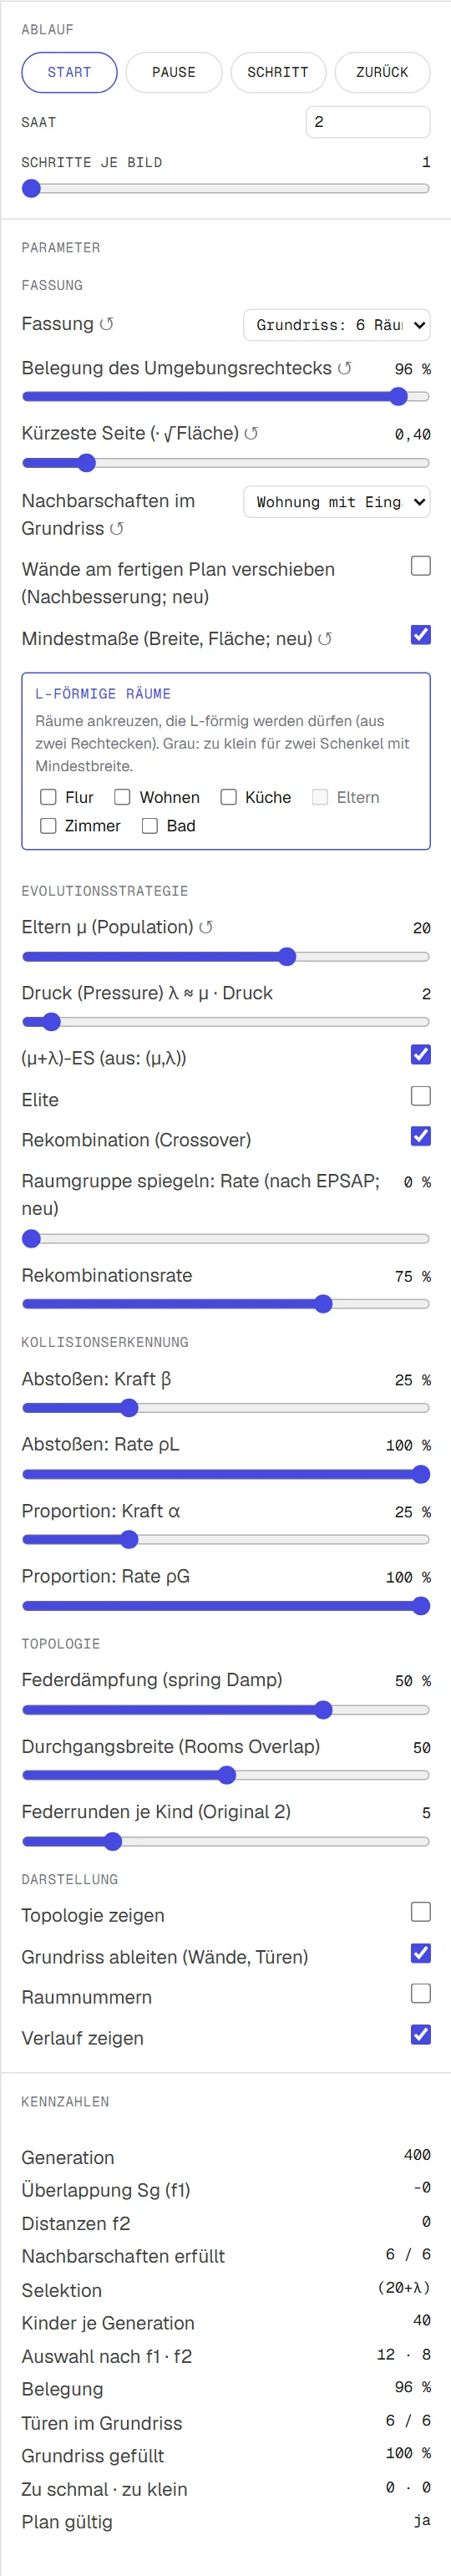 ABLAUF
START PAUSE SCHRITT ZURÜCK
SAAT 2
SCHRITTE JE BILD 1
PARAMETER
FASSUNG
Fassung ↺ Grundriss: 6 Räu
Belegung des Umgebungsrechtecks ↺ 96 %
Kürzeste Seite (· √Fläche) ↺ 0,40
Nachbarschaften im Wohnung mit Eing
Grundriss ↺
Wände am fertigen Plan verschieben
(Nachbesserung; neu)
Mindestmaße (Breite, Fläche; neu) ↺
L-FÖRMIGE RÄUME
Räume ankreuzen, die L-förmig werden dürfen (aus
zwei Rechtecken). Grau: zu klein für zwei Schenkel mit
Mindestbreite.
Flur Wohnen Küche Eltern
Zimmer Bad
EVOLUTIONSSTRATEGIE
Eltern μ (Population) ↺ 20
Druck (Pressure) λ ≈ μ · Druck 2
(μ+λ)-ES (aus: (μ,λ))
Elite
Rekombination (Crossover)
Raumgruppe spiegeln: Rate (nach EPSAP; 0 %
neu)
Rekombinationsrate 75 %
KOLLISIONSERKENNUNG
Abstoßen: Kraft β 25 %
Abstoßen: Rate ρL 100 %
Proportion: Kraft α 25 %
Proportion: Rate ρG 100 %
TOPOLOGIE
Federdämpfung (spring Damp) 50 %
Durchgangsbreite (Rooms Overlap) 50
Federrunden je Kind (Original 2) 5
DARSTELLUNG
Topologie zeigen
Grundriss ableiten (Wände, Türen)
Raumnummern
Verlauf zeigen
KENNZAHLEN
Generation 400
Überlappung Sg (f1) -0
Distanzen f2 0
Nachbarschaften erfüllt 6 / 6
Selektion (20+λ)
Kinder je Generation 40
Auswahl nach f1 · f2 12 · 8
Belegung 96 %
Türen im Grundriss 6 / 6
Grundriss gefüllt 100 %
Zu schmal · zu klein 0 · 0
Plan gültig ja